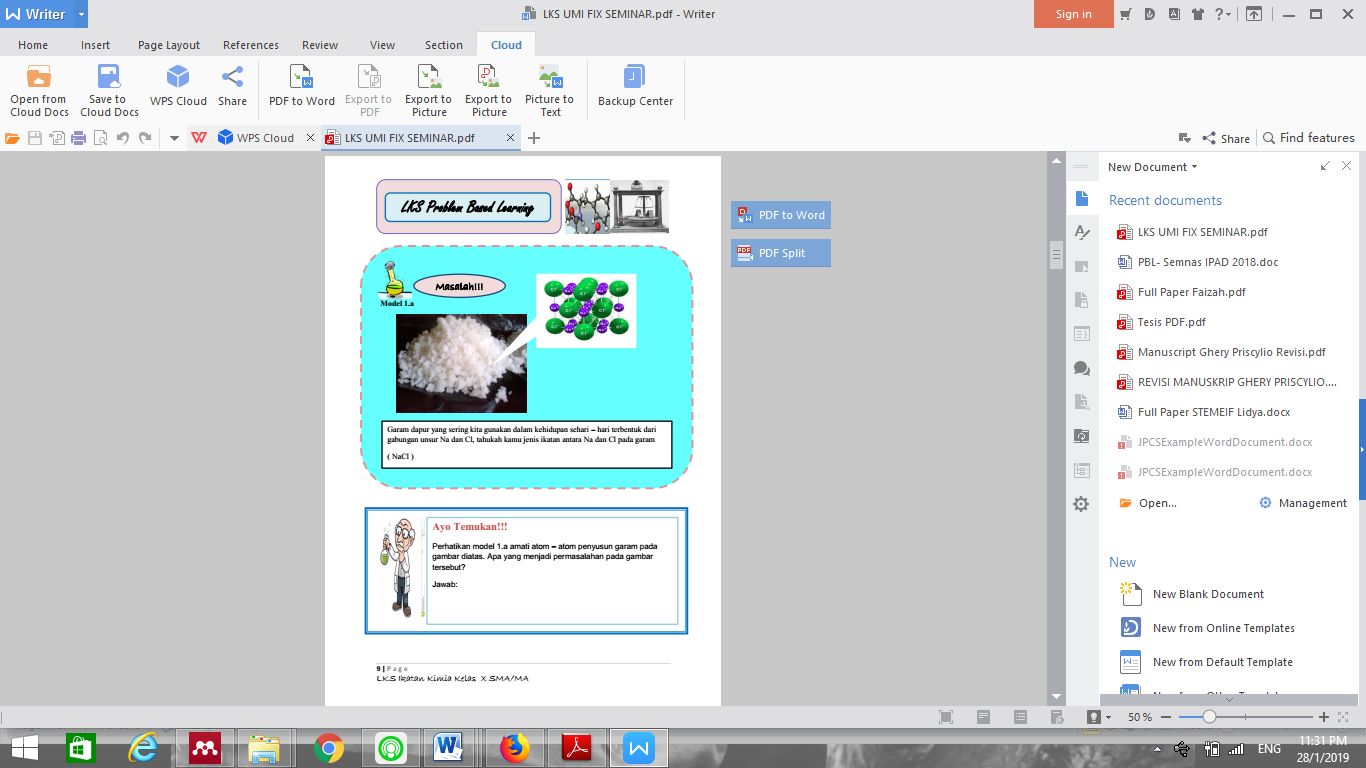 Writer
LKS UMI FIX SEMINAR.pdf - Writer
Sign in
Home
Insert
Page Layout
References
Review
View
Section
Cloud
Open from
Cloud Docs
Save to
Cloud Docs
WPS Cloud
Share
PDF to Word
Export to
PDF
Export to
Picture
Export to
Picture
Picture to
Text
Backup Center
WPS Cloud
LKS UMI FIX SEMINAR.pdf
Share
Find features
LKS Problem Based Learning
Masalah!!!
Model 1.a
Garam dapur yang sering kita gunakan dalam kehidupan sehari – hari terbentuk dari
gabungan unsur Na dan Cl, tahukah kamu jenis ikatan antara Na dan Cl pada garam
( NaCl )
Ayo Temukan!!!
Perhatikan model 1.a amati atom – atom penyusun garam pada
gambar diatas. Apa yang menjadi permasalahan pada gambar
tersebut?
Jawab:
9 | Page
LKS Ikatan Kimia Kelas X SMA/MA
PDF to Word
PDF Split
New Document
Recent documents
LKS UMI FIX SEMINAR.pdf
PBL- Semnas IPAD 2018.doc
Full Paper Faizah.pdf
Tesis PDF.pdf
Manuscript Ghery Priscylio Revisi.pdf
REVISI MANUSKRIP GHERY PRISCYLIO....
Full Paper STEMEIF Lidya.docx
JPCSExampleWordDocument.docx
JPCSExampleWordDocument.docx
Open...
Management
New
New Blank Document
New from Online Templates
New from Default Template
50 %
ENG
11:31 PM
28/1/2019